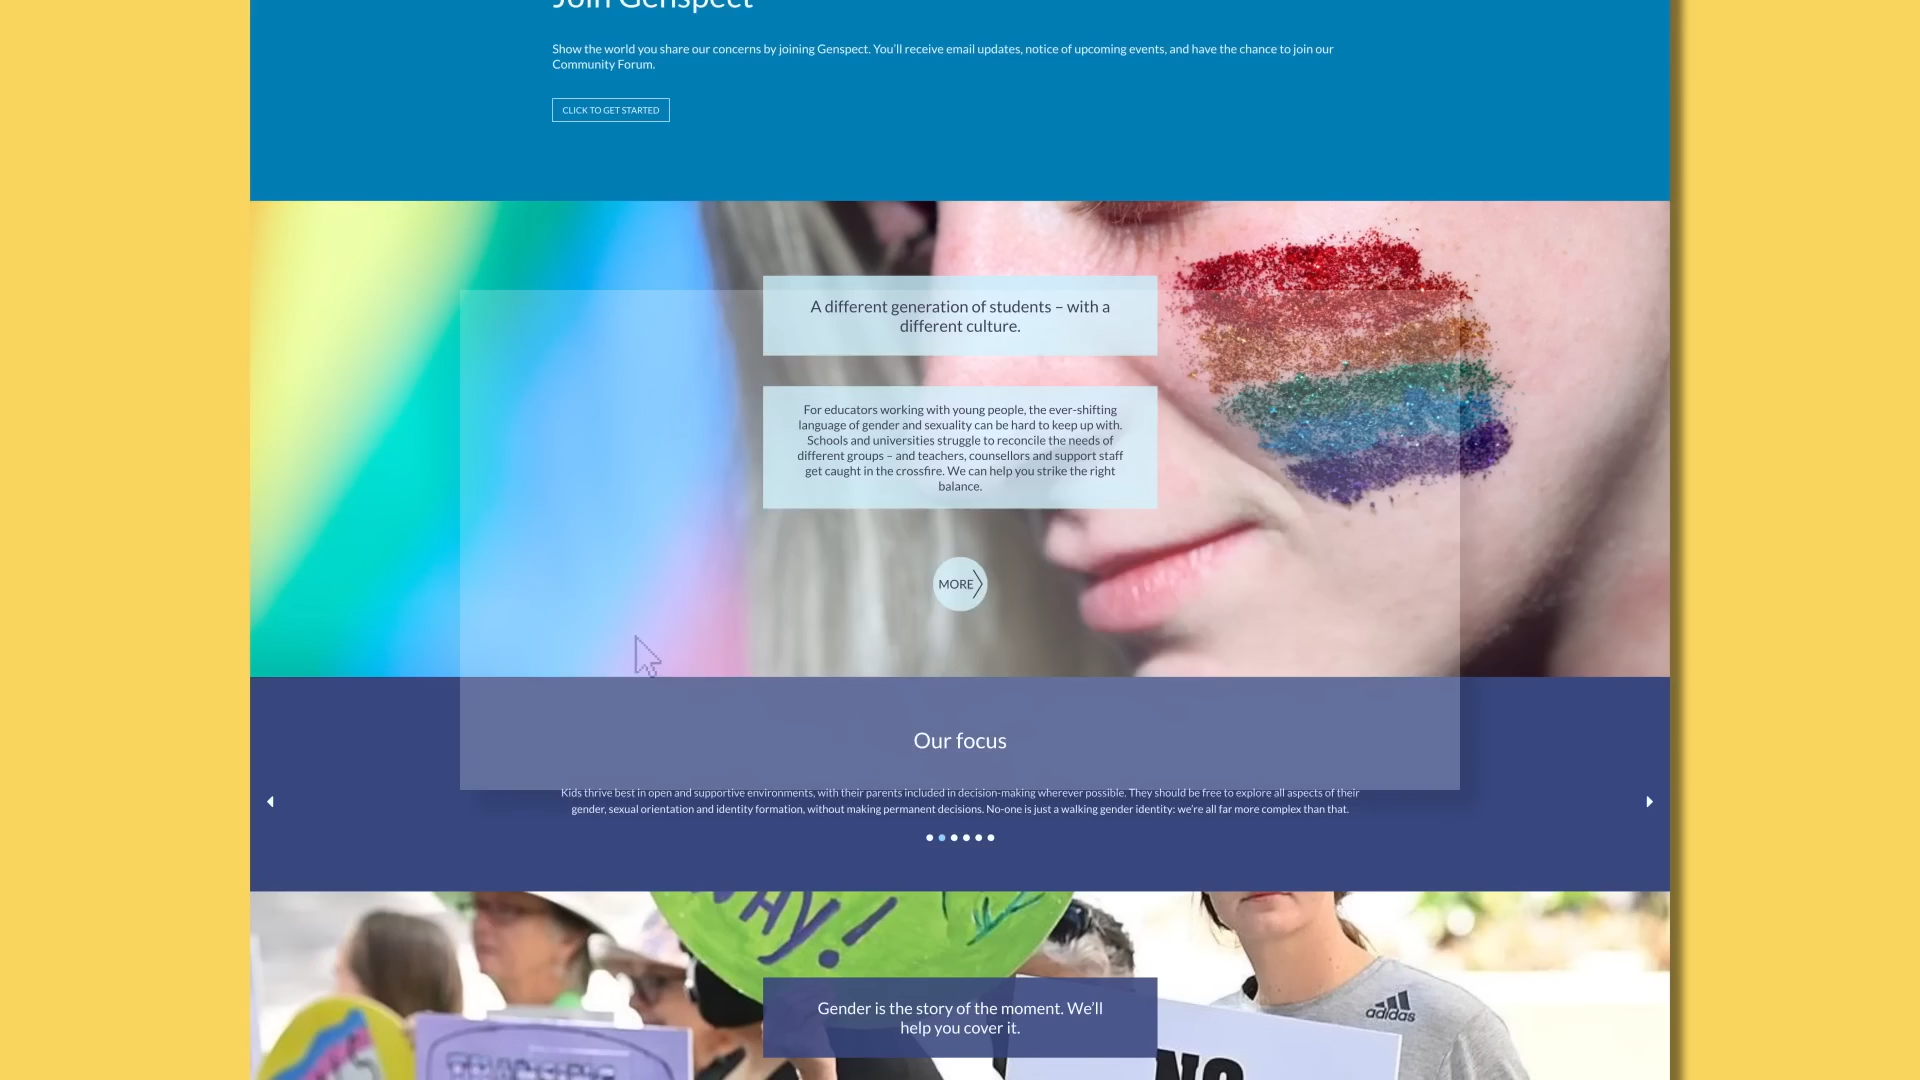 Join Genspect
Show the world you share our concerns by joining Genspect. You'll receive email updates, notice of upcoming events, and have the chance to join our
Community Forum.
CLICK TO GET STARTED
A different generation of students – with a
different culture.
For educators working with young people, the ever-shifting
language of gender and sexuality can be hard to keep up with.
Schools and universities struggle to reconcile the needs of
different groups – and teachers, counsellors and support staff
get caught in the crossfire. We can help you strike the right
balance.
MORE
Our focus
Kids thrive best in open and supportive environments, with their parents included in decision-making wherever possible. They should be free to explore all aspects of their
gender, sexual orientation and identity formation, without making permanent decisions. No-one is just a walking gender identity: we're all far more complex than that.
adidas
Gender is the story of the moment. We'll
help you cover it.
NO